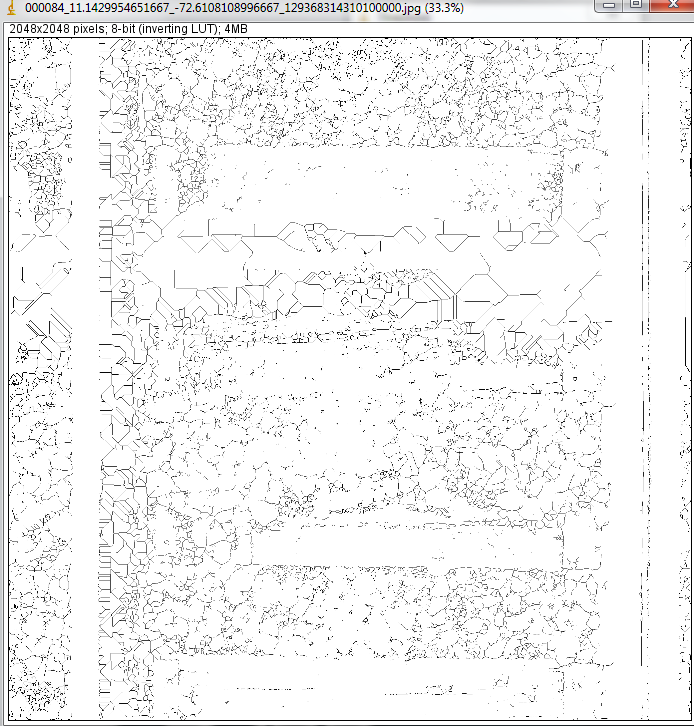 000084_11.1429954651667_-72.6108108996667_129368314310100000.jpg (33.3%)
2048x2048 pixels; 8-bit (inverting LUT); 4MB